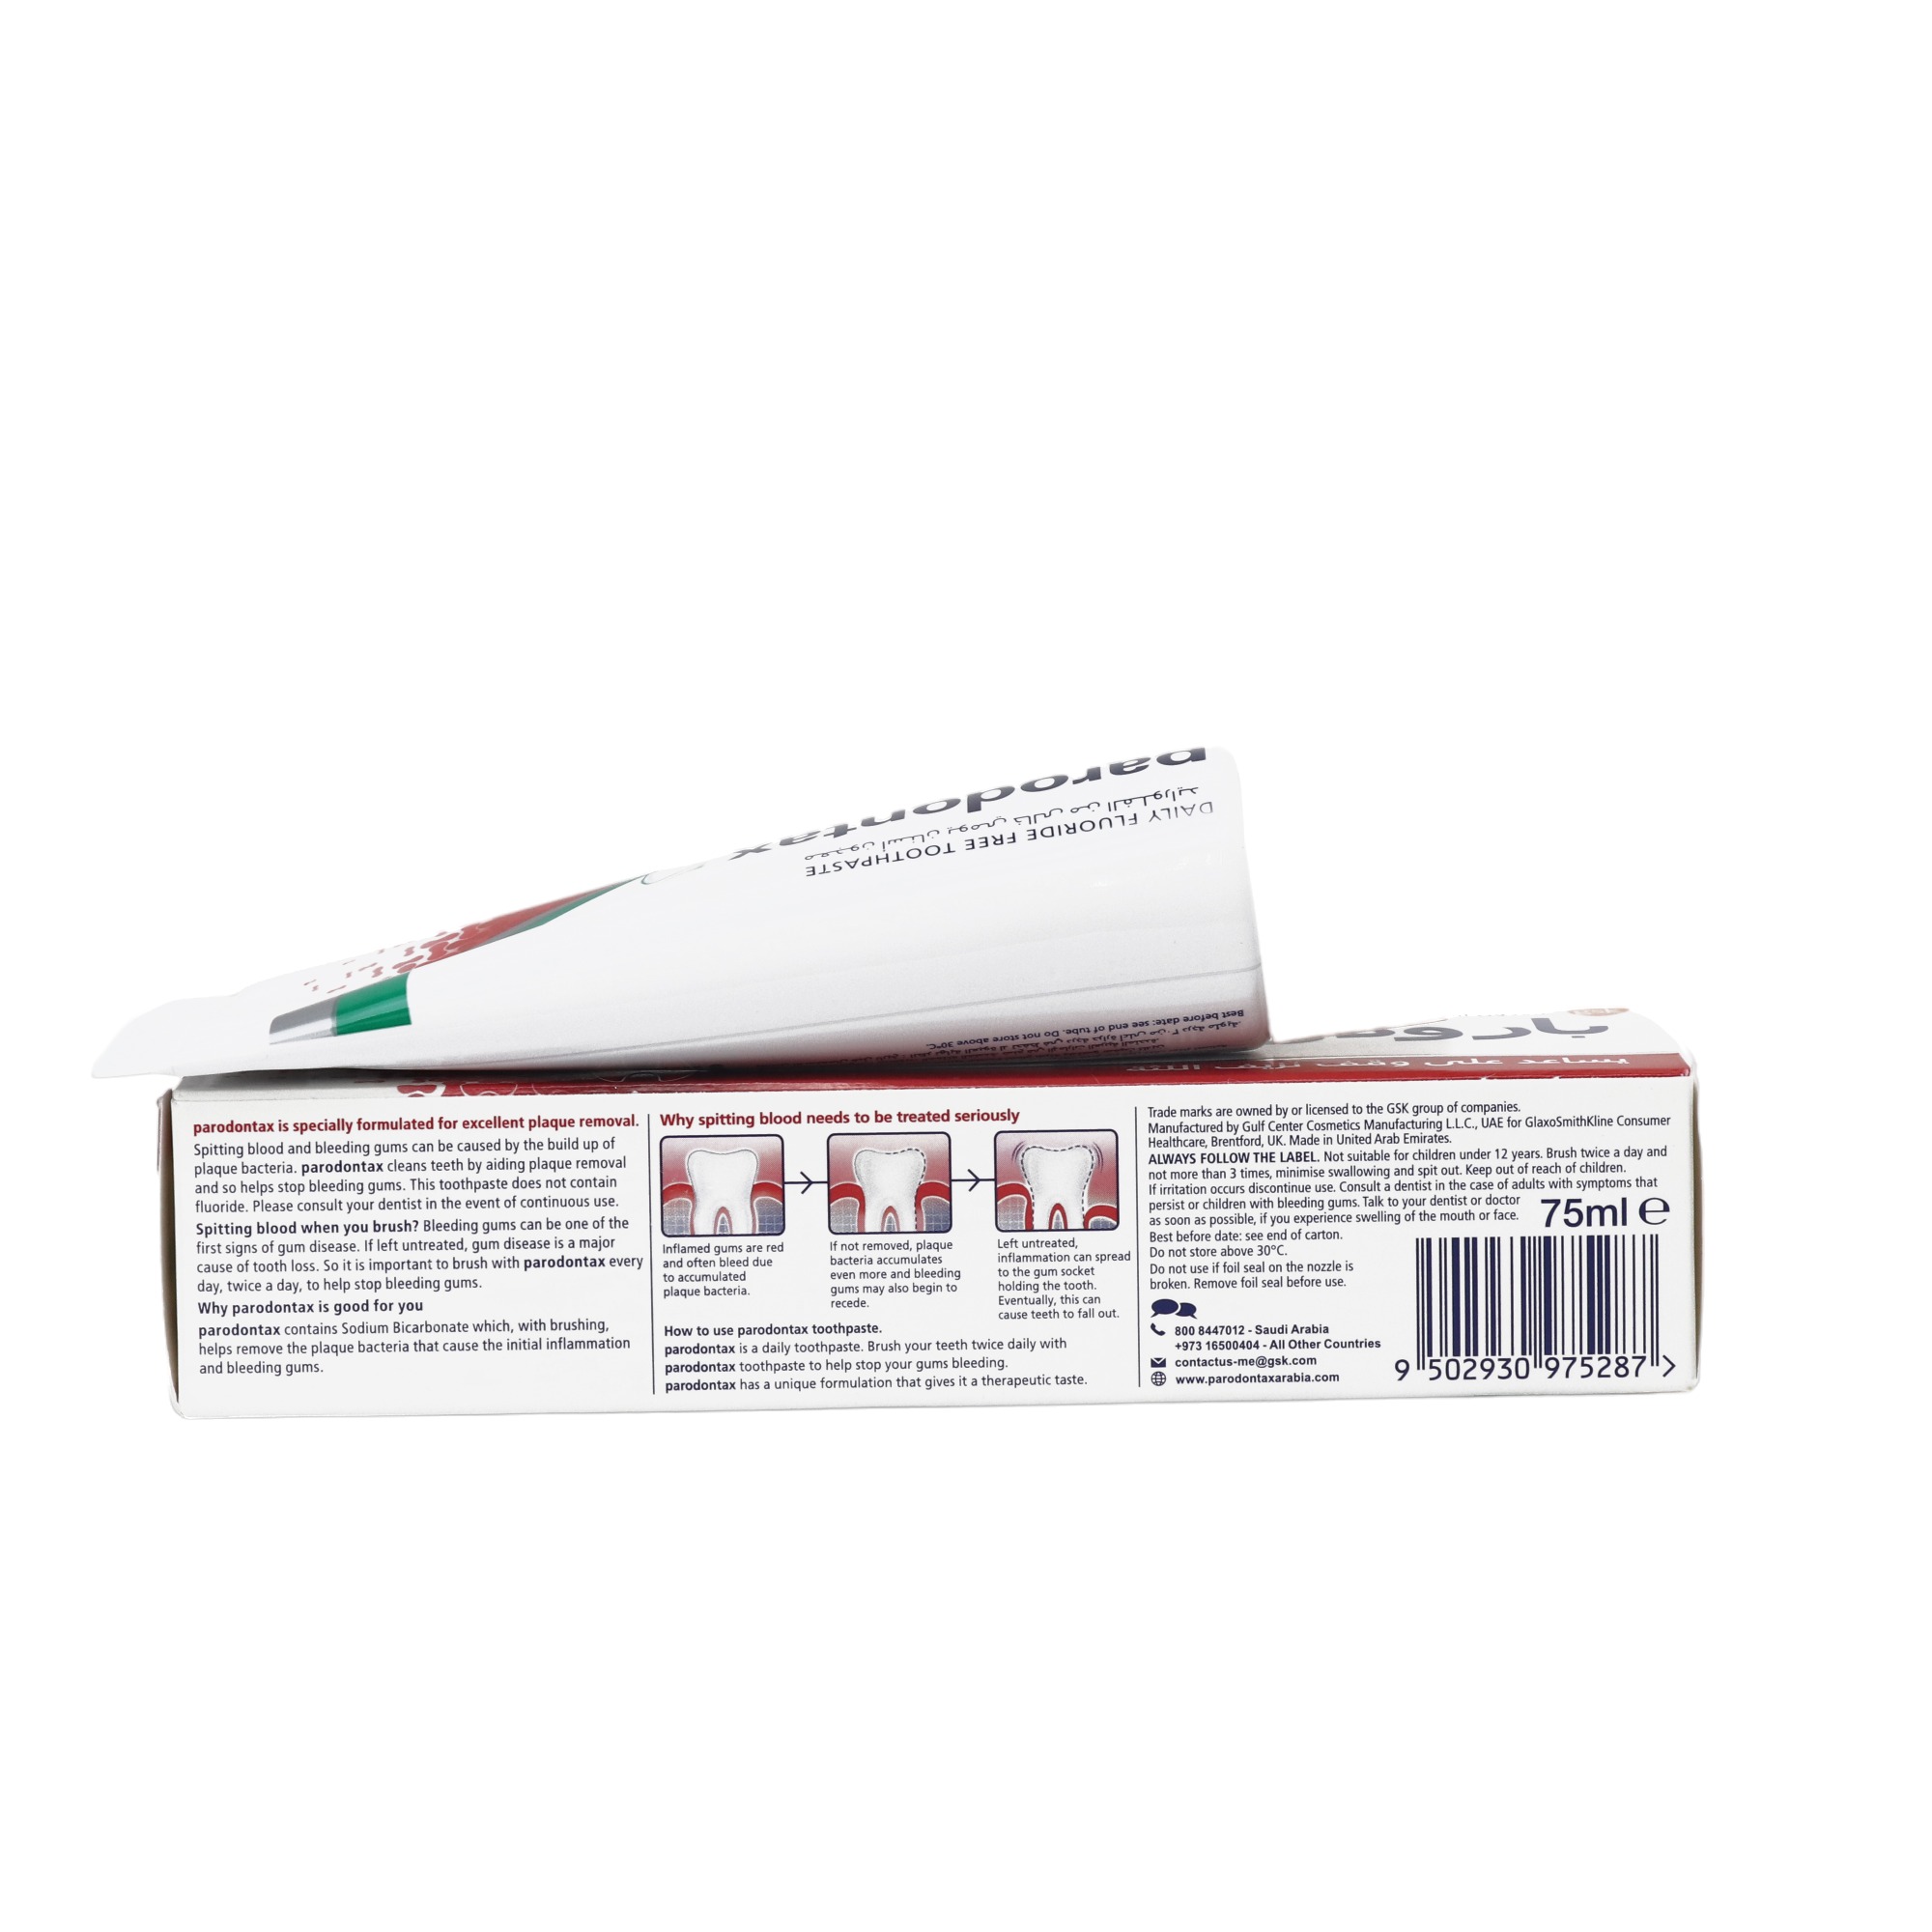 parodontax
معجون أسنان يومي خالي من الفلورايد
DAILY FLUORIDE FREE TOOTHPASTE
Best before date: see end of tube. Do not store above 30°C.
parodontax is specially formulated for excellent plaque removal.
Spitting blood and bleeding gums can be caused by the build up of
plaque bacteria. parodontax cleans teeth by aiding plaque removal
and so helps stop bleeding gums. This toothpaste does not contain
fluoride. Please consult your dentist in the event of continuous use.
Spitting blood when you brush? Bleeding gums can be one of the
first signs of gum disease. If left untreated, gum disease is a major
cause of tooth loss. So it is important to brush with parodontax every
day, twice a day, to help stop bleeding gums.
Why parodontax is good for you
parodontax contains Sodium Bicarbonate which, with brushing,
helps remove the plaque bacteria that cause the initial inflammation
and bleeding gums.
Why spitting blood needs to be treated seriously
Inflamed gums are red
and often bleed due
to accumulated
plaque bacteria.
If not removed, plaque
bacteria accumulates
even more and bleeding
gums may also begin to
recede.
Left untreated,
inflammation can spread
to the gum socket
holding the tooth.
Eventually, this can
cause teeth to fall out.
How to use parodontax toothpaste.
parodontax is a daily toothpaste. Brush your teeth twice daily with
parodontax toothpaste to help stop your gums bleeding.
parodontax has a unique formulation that gives it a therapeutic taste.
Trade marks are owned by or licensed to the GSK group of companies.
Manufactured by Gulf Center Cosmetics Manufacturing L.L.C., UAE for GlaxoSmithKline Consumer
Healthcare, Brentford, UK. Made in United Arab Emirates.
ALWAYS FOLLOW THE LABEL. Not suitable for children under 12 years. Brush twice a day and
not more than 3 times, minimise swallowing and spit out. Keep out of reach of children.
If irritation occurs discontinue use. Consult a dentist in the case of adults with symptoms that
persist or children with bleeding gums. Talk to your dentist or doctor
as soon as possible, if you experience swelling of the mouth or face.
Best before date: see end of carton.
Do not store above 30°C.
Do not use if foil seal on the nozzle is
broken. Remove foil seal before use.
75ml e
800 8447012 - Saudi Arabia
+973 16500404 - All Other Countries
contactus-me@gsk.com
www.parodontaxarabia.com
9 502930 975287 >